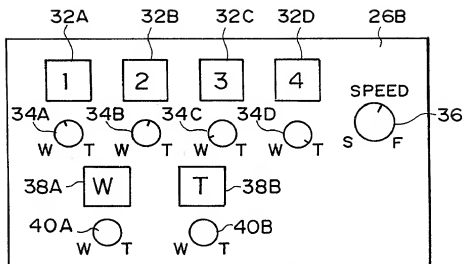 32A 32B 32C 32D 26B
1 2 3 4
SPEED
34A 34B 34C 34D 36
W T W T W T W T S F
38A W T 38B
40A 40B
W T W T